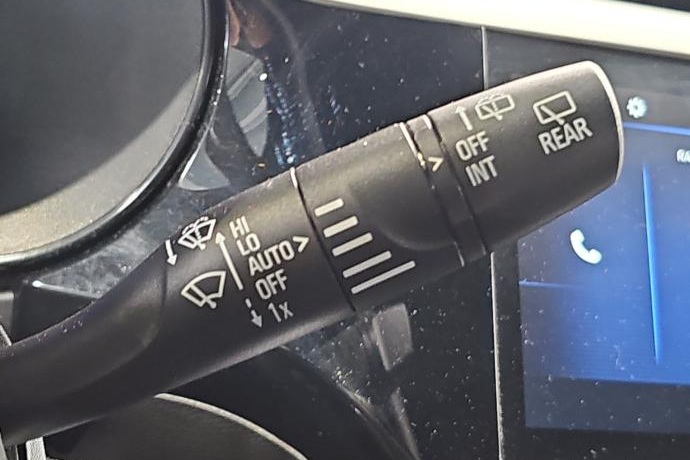 HI
LO
AUTO >
OFF
1x
>
OFF
INT
REAR